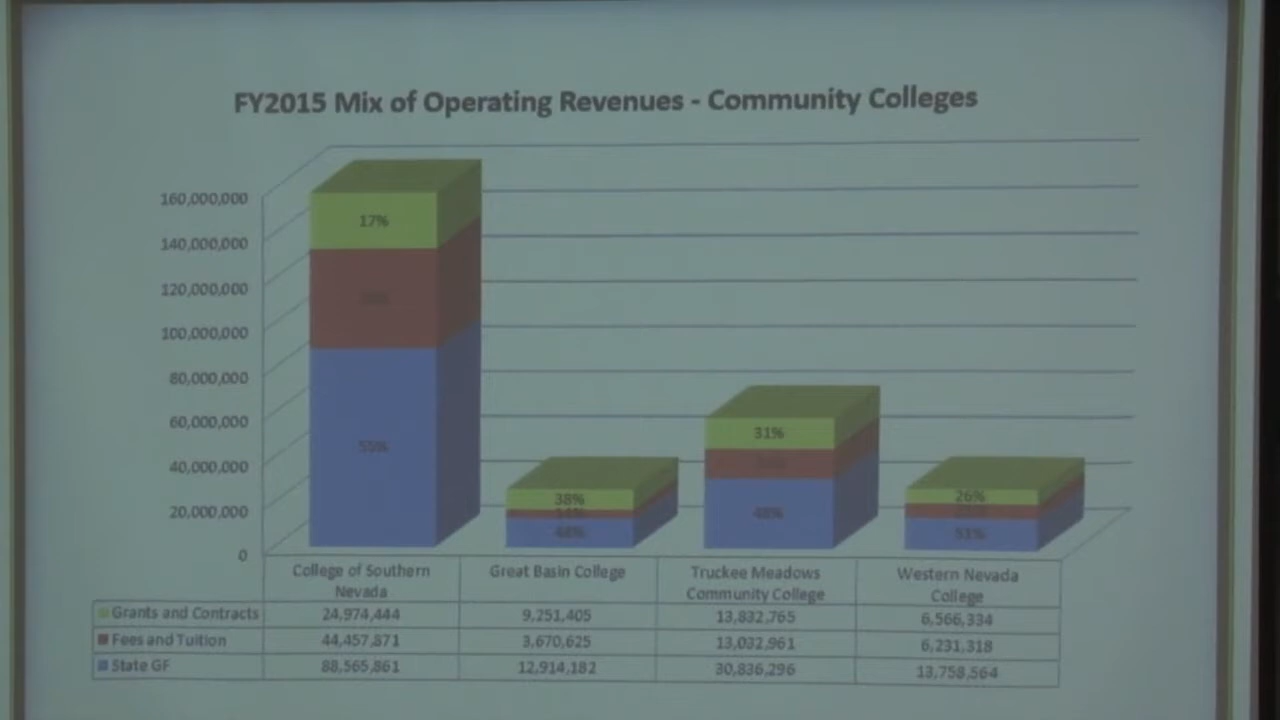 FY2015 Mix of Operating Revenues - Community Colleges
160,000,000
140,000,000
120,000,000
100,000,000
80,000,000
60,000,000
40,000,000
20,000,000
0
17%
55%
38%
48%
31%
48%
26%
51%
College of Southern Nevada
Great Basin College
Truckee Meadows Community College
Western Nevada College
Grants and Contracts 24,974,444 9,251,405 13,832,765 6,566,334
Fees and Tuition 44,457,871 3,670,625 13,032,961 6,231,318
State GF 88,565,861 12,914,182 30,836,296 13,758,564